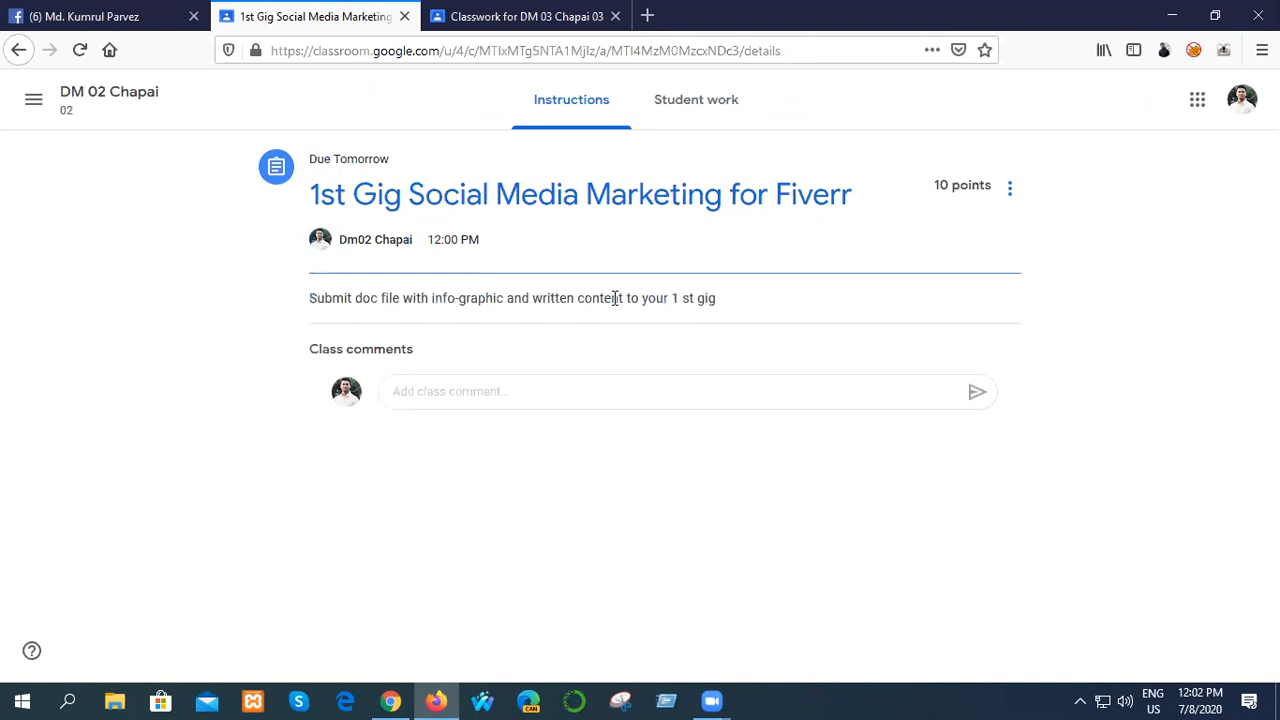 (6) Md. Kumrul Parvez
1st Gig Social Media Marketing
Classwork for DM 03 Chapai 03
https://classroom.google.com/u/4/c/MTIxMTg5NTA1MjIz/a/MTI4MzM0MzcxNDc3/details
DM 02 Chapai
02
Instructions
Student work
Due Tomorrow
1st Gig Social Media Marketing for Fiverr
10 points
Dm02 Chapai 12:00 PM
Submit doc file with info-graphic and written content to your 1 st gig
Class comments
Add class comment...
CAN
ENG
US
12:02 PM
7/8/2020